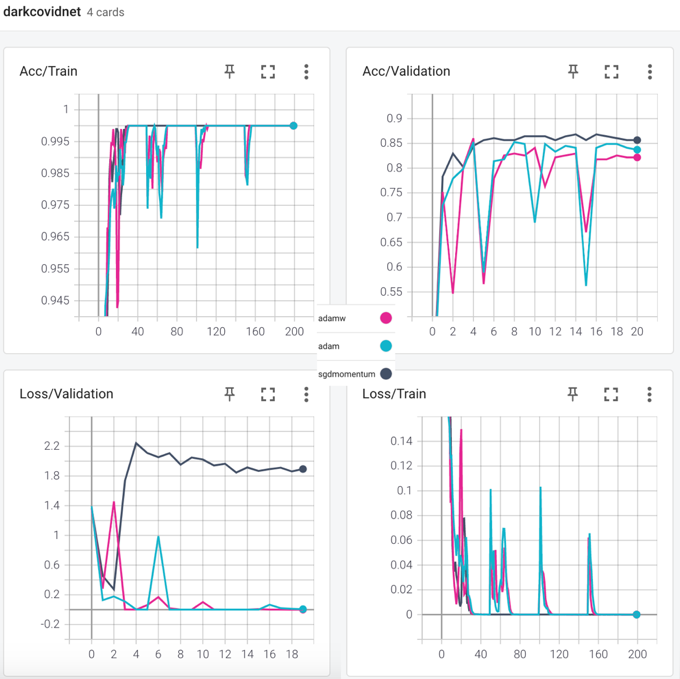 darkcovidnet 4 cards
Acc/Train
1
0.995
0.985
0.975
0.965
0.955
0.945
0 40 80 120 160 200
Acc/Validation
0.9
0.85
0.8
0.75
0.7
0.65
0.6
0.55
0 2 4 6 8 10 12 14 16 18 20
adamw
adam
sgdmomentum
Loss/Validation
2.2
1.8
1.4
1
0.6
0.2
-0.2
0 2 4 6 8 10 12 14 16 18
Loss/Train
0.14
0.12
0.1
0.08
0.06
0.04
0.02
0
0 40 80 120 160 200